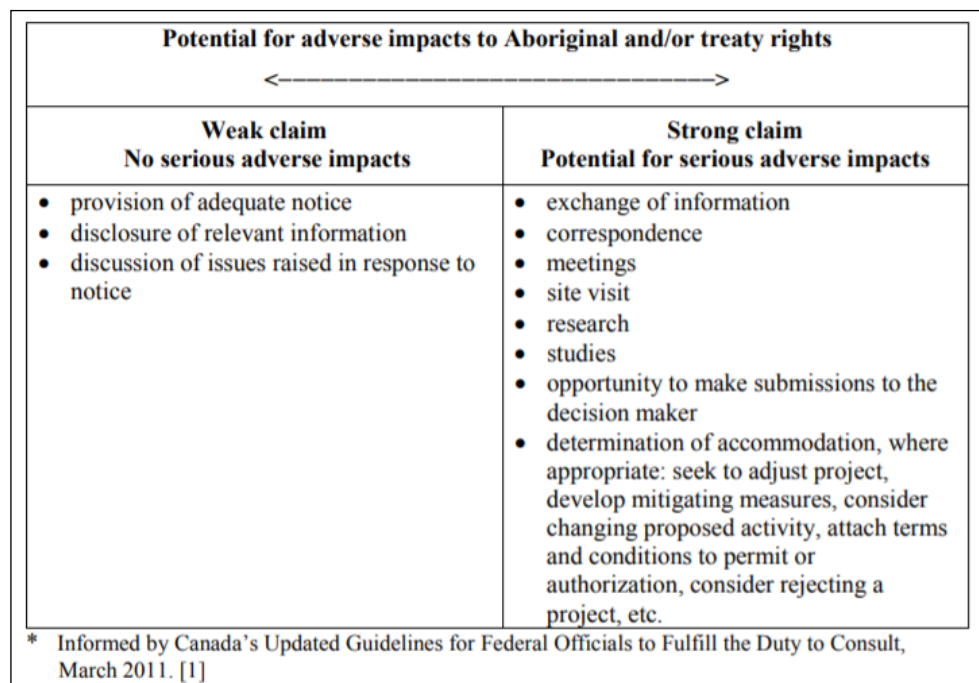 Potential for adverse impacts to Aboriginal and/or treaty rights
<------------------------------->
Weak claim
No serious adverse impacts
• provision of adequate notice
• disclosure of relevant information
• discussion of issues raised in response to
notice
Strong claim
Potential for serious adverse impacts
• exchange of information
• correspondence
• meetings
• site visit
• research
• studies
• opportunity to make submissions to the
decision maker
• determination of accommodation, where
appropriate: seek to adjust project,
develop mitigating measures, consider
changing proposed activity, attach terms
and conditions to permit or
authorization, consider rejecting a
project, etc.
* Informed by Canada's Updated Guidelines for Federal Officials to Fulfill the Duty to Consult,
March 2011. [1]